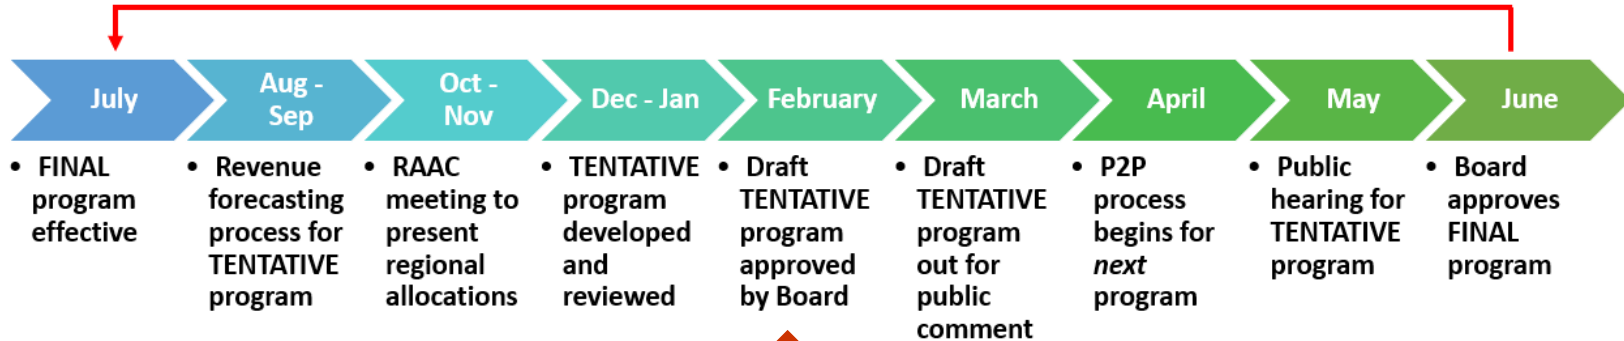 July
• FINAL
program
effective
Aug -
Sep
• Revenue
forecasting
process for
TENTATIVE
program
Oct -
Nov
• RAAC
meeting to
present
regional
allocations
Dec - Jan
• TENTATIVE
program
developed
and
reviewed
February
• Draft
TENTATIVE
program
approved
by Board
March
• Draft
TENTATIVE
program
out for
public
comment
April
• P2P
process
begins for
next
program
May
• Public
hearing for
TENTATIVE
program
June
• Board
approves
FINAL
program